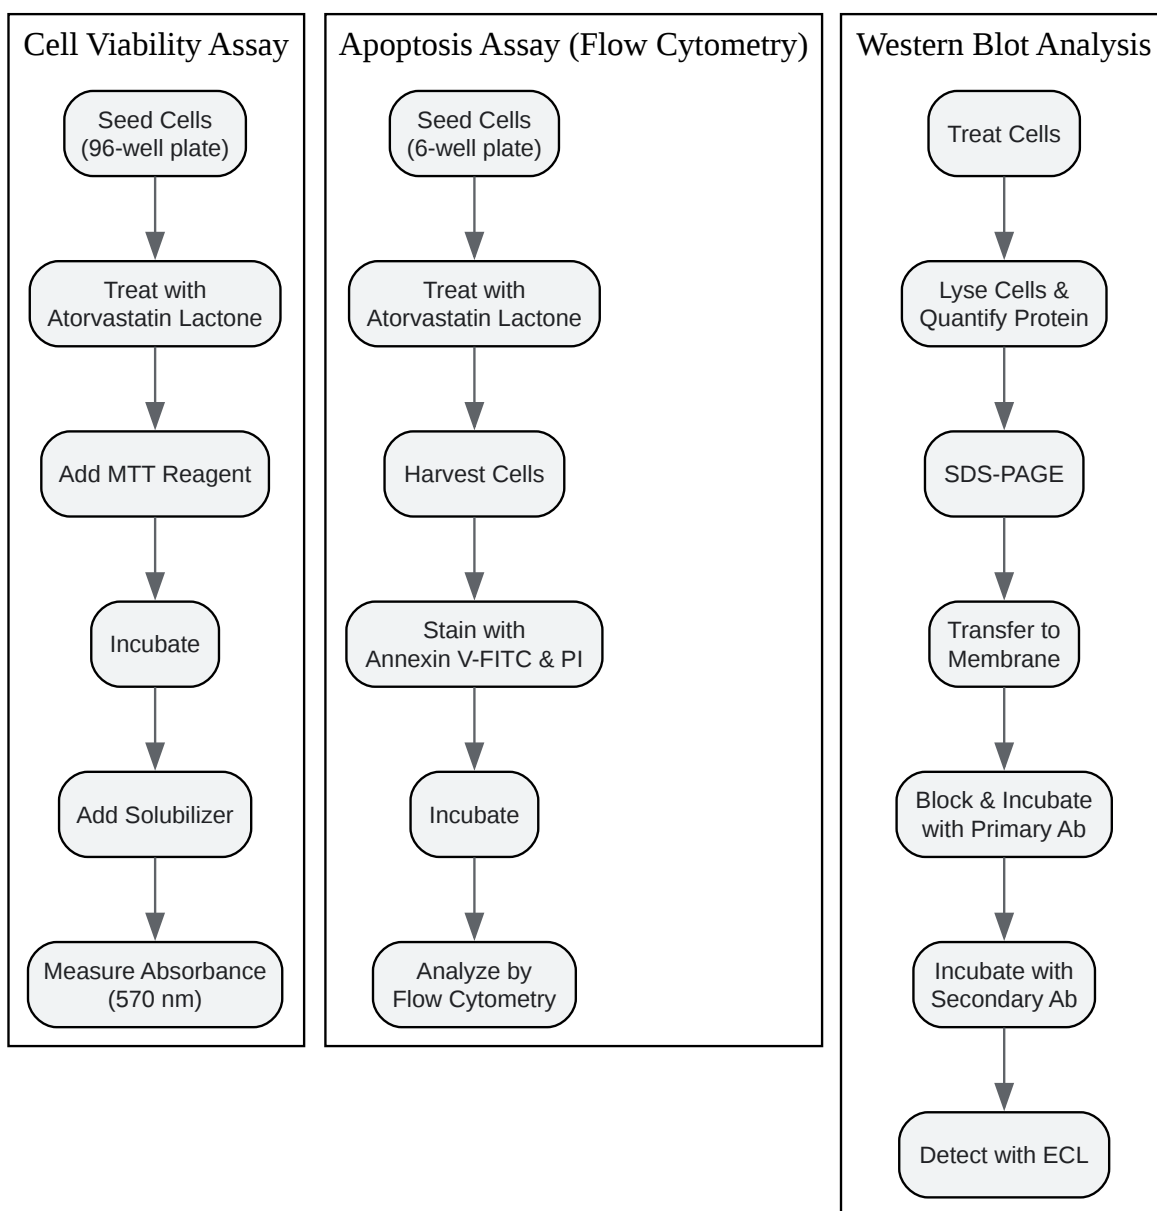 Cell Viability Assay
Seed Cells
(96-well plate)
Treat with
Atorvastatin Lactone
Add MTT Reagent
Incubate
Add Solubilizer
Measure Absorbance
(570 nm)
Apoptosis Assay (Flow Cytometry)
Seed Cells
(6-well plate)
Treat with
Atorvastatin Lactone
Harvest Cells
Stain with
Annexin V-FITC & PI
Incubate
Analyze by
Flow Cytometry
Western Blot Analysis
Treat Cells
Lyse Cells &
Quantify Protein
SDS-PAGE
Transfer to
Membrane
Block & Incubate
with Primary Ab
Incubate with
Secondary Ab
Detect with ECL